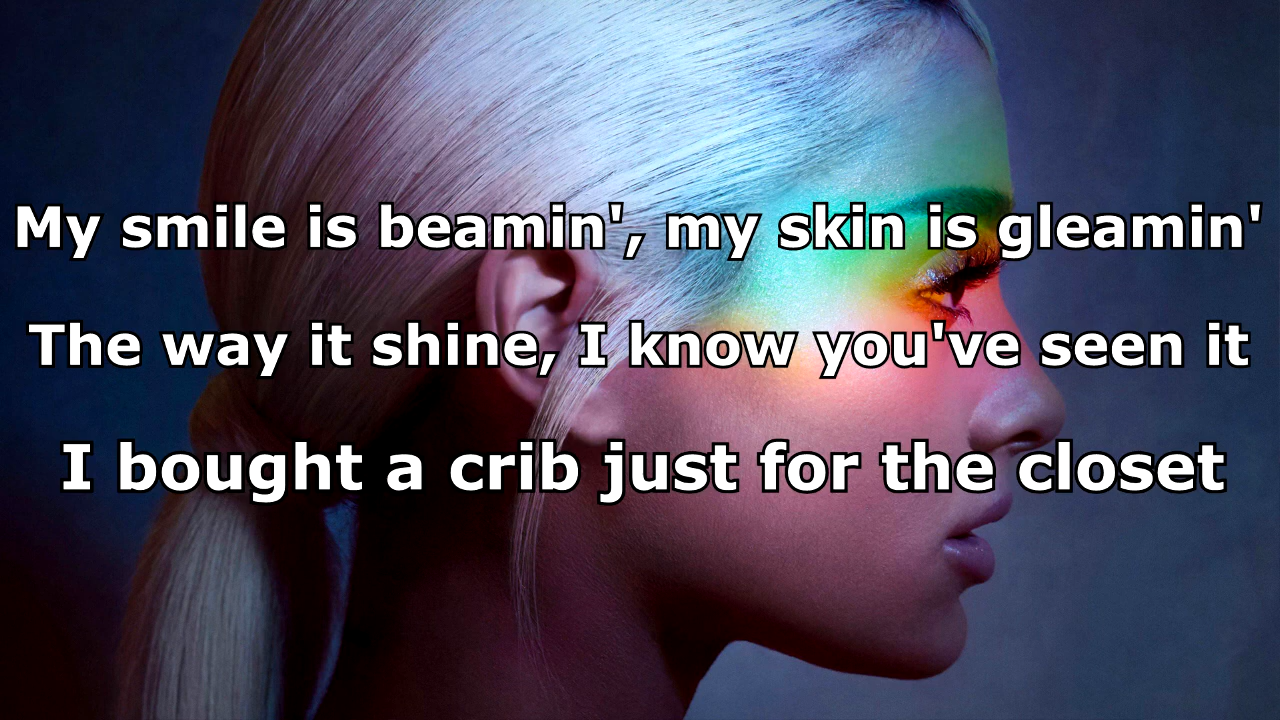 My smile is beamin', my skin is gleamin'
The way it shine, I know you've seen it
I bought a crib just for the closet